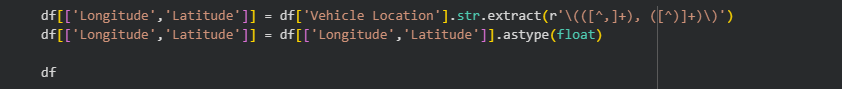 df[['Longitude','Latitude']] = df['Vehicle Location'].str.extract(r'\(([^,]+), ([^)]+)\)')
df[['Longitude','Latitude']] = df[['Longitude','Latitude']].astype(float)
df